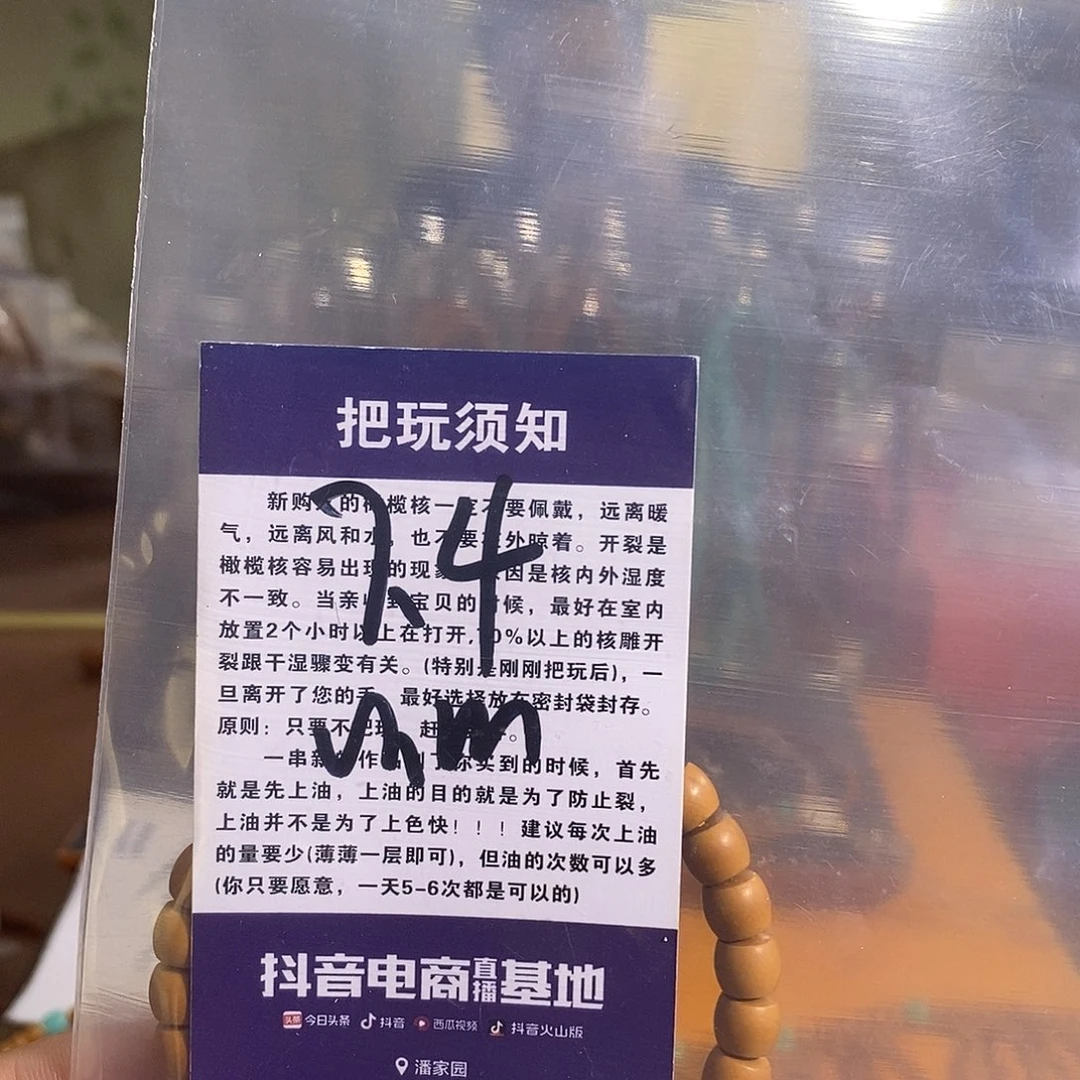 把玩须知
新购 的 榄核一 不要佩戴，远离暖
气，远离风和水，也不要 外晾着。开裂是
橄榄核容易出现的现象 因是核内外湿度
不一致。当亲收到宝贝的时候，最好在室内
放置2个小时以上在打开, 0%以上的核雕开
裂跟干湿骤变有关。(特别是刚刚把玩后)，一
旦离开了您的手，最好选择放在密封袋封存。
原则：只要不把玩 赶 。
7.4
mm
一串新 作 到了你买到的时候，首先
就是先上油，上油的目的就是为了防止裂，
上油并不是为了上色快！！！建议每次上油
的量要少(薄薄一层即可)，但油的次数可以多
(你只要愿意，一天5-6次都是可以的)
抖音电商直播基地
头条 今日头条 抖音 西瓜视频 抖音火山版
潘家园